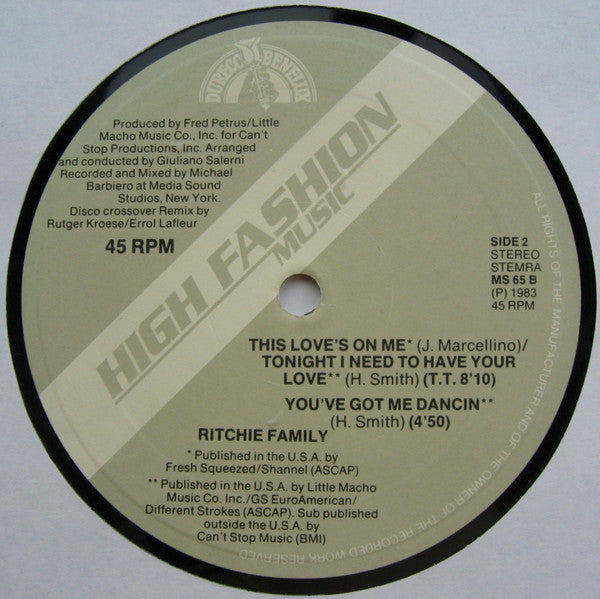 DURECO BENELUX
Produced by Fred Petrus/Little
Macho Music Co., Inc. for Can't
Stop Productions, Inc. Arranged
and conducted by Giuliano Salerni
Recorded and Mixed by Michael
Barbiero at Media Sound
Studios, New York.
Disco crossover Remix by
Rutger Kroese/Errol Lafleur
45 RPM
HIGH FASHION
MUSIC
SIDE 2
STEREO
STEMRA
MS 65 B
(P) 1983
45 RPM
THIS LOVE'S ON ME* (J. Marcellino)/
TONIGHT I NEED TO HAVE YOUR
LOVE** (H. Smith) (T.T. 8'10)
YOU'VE GOT ME DANCIN**
(H. Smith) (4'50)
RITCHIE FAMILY
* Published in the U.S.A. by
Fresh Squeezed/Shannel (ASCAP)
** Published in the U.S.A. by Little Macho
Music Co. Inc./GS EuroAmerican/
Different Strokes (ASCAP). Sub published
outside the U.S.A. by
Can't Stop Music (BMI)
ALL RIGHTS OF THE MANUFACTURER AND OF THE OWNER OF THE RECORDED WORK RESERVED